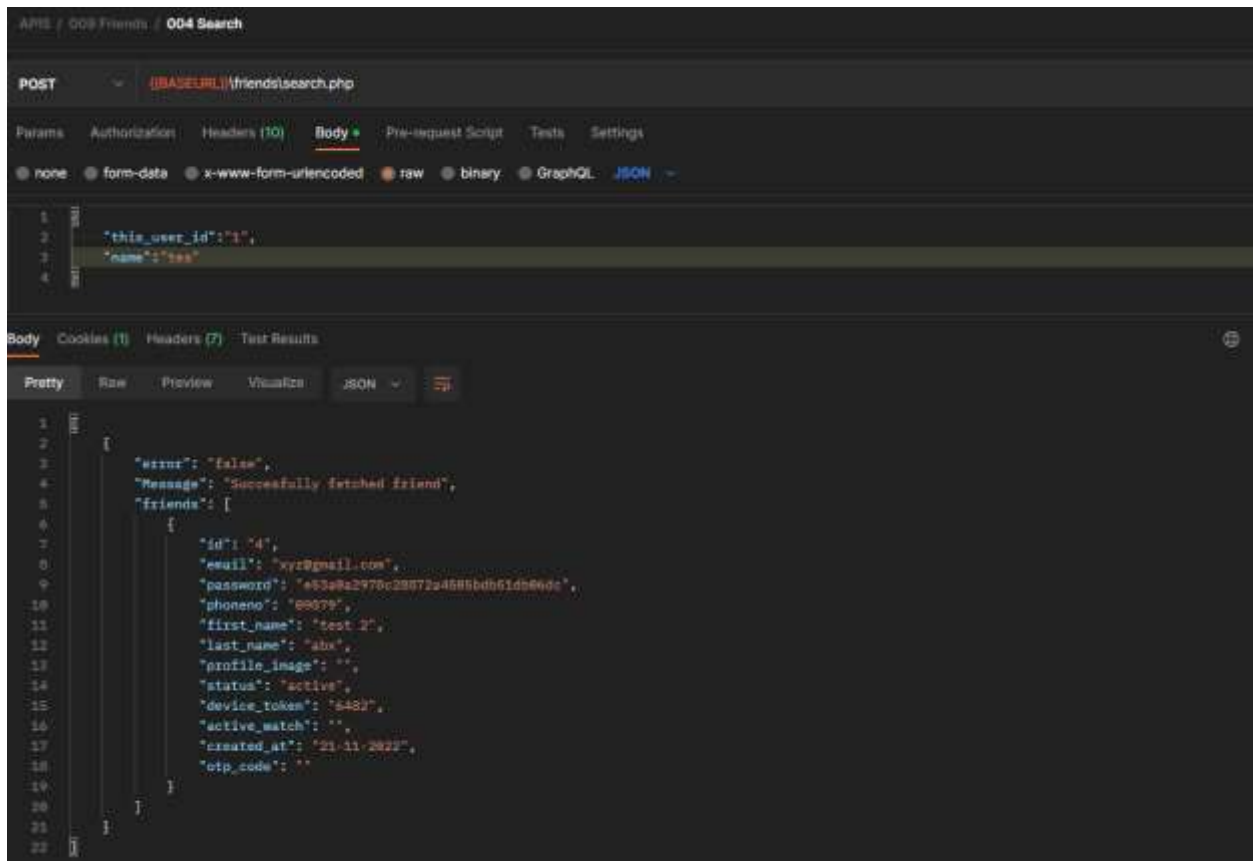 APIS / 009 Friends / 004 Search
POST {{BASEURL}}\friends\search.php
Params Authorization Headers (10) Body Pre-request Script Tests Settings
none form-data x-www-form-urlencoded raw binary GraphQL JSON
1
2 "this_user_id":"1",
3 "name":"tes"
4
Body Cookies (1) Headers (7) Test Results
Pretty Raw Preview Visualize JSON
1 [
2 {
3 "error": "false",
4 "Message": "Succesfully fetched friend",
5 "friends": [
6 {
7 "id": "4",
8 "email": "xyz@gmail.com",
9 "password":
10 "phoneno": "09079",
11 "first_name": "test 2",
12 "last_name": "abx",
13 "profile_image": "",
14 "status": "active",
15 "device_token": "6482",
16 "active_match": "",
17 "created_at": "21-11-2022",
18 "otp_code": ""
19 }
20 ]
21 }
22 ]